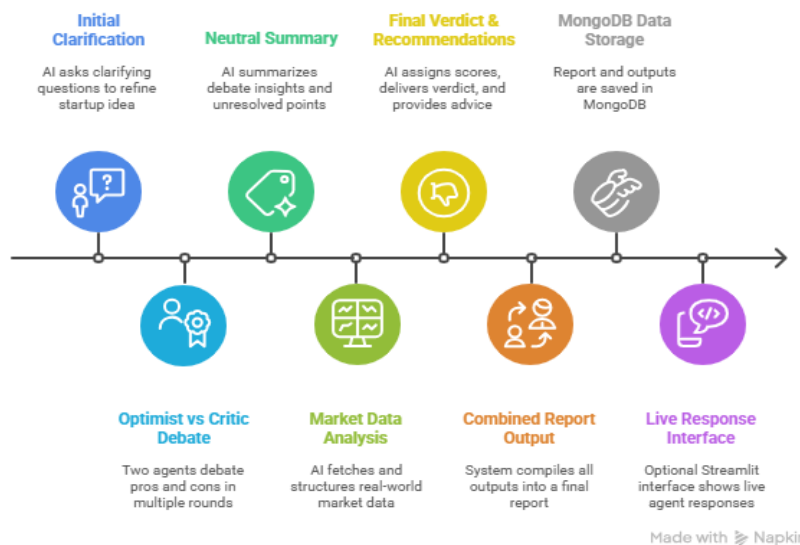 Initial
Clarification
AI asks clarifying
questions to refine
startup idea
Neutral Summary
AI summarizes
debate insights and
unresolved points
Final Verdict &
Recommendations
AI assigns scores,
delivers verdict, and
provides advice
MongoDB Data
Storage
Report and outputs
are saved in
MongoDB
?
</>
Optimist vs Critic
Debate
Two agents debate
pros and cons in
multiple rounds
Market Data
Analysis
AI fetches and
structures real-world
market data
Combined Report
Output
System compiles all
outputs into a final
report
Live Response
Interface
Optional Streamlit
interface shows live
agent responses
Made with Napki